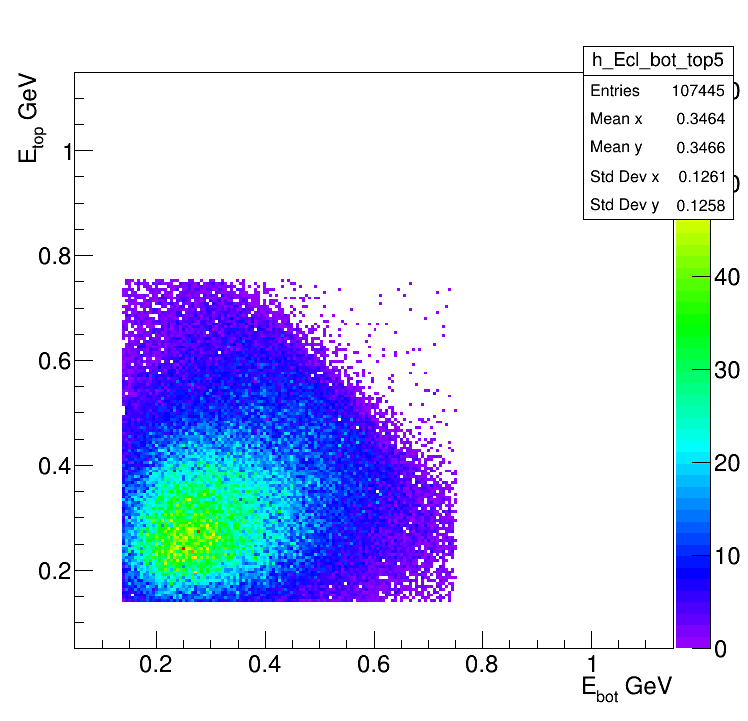 h_Ecl_bot_top5
Entries 107445
Mean x 0.3464
Mean y 0.3466
Std Dev x 0.1261
Std Dev y 0.1258
E_top GeV
1
0.8
0.6
0.4
0.2
0.2 0.4 0.6 0.8 1
E_bot GeV
40
30
20
10
0